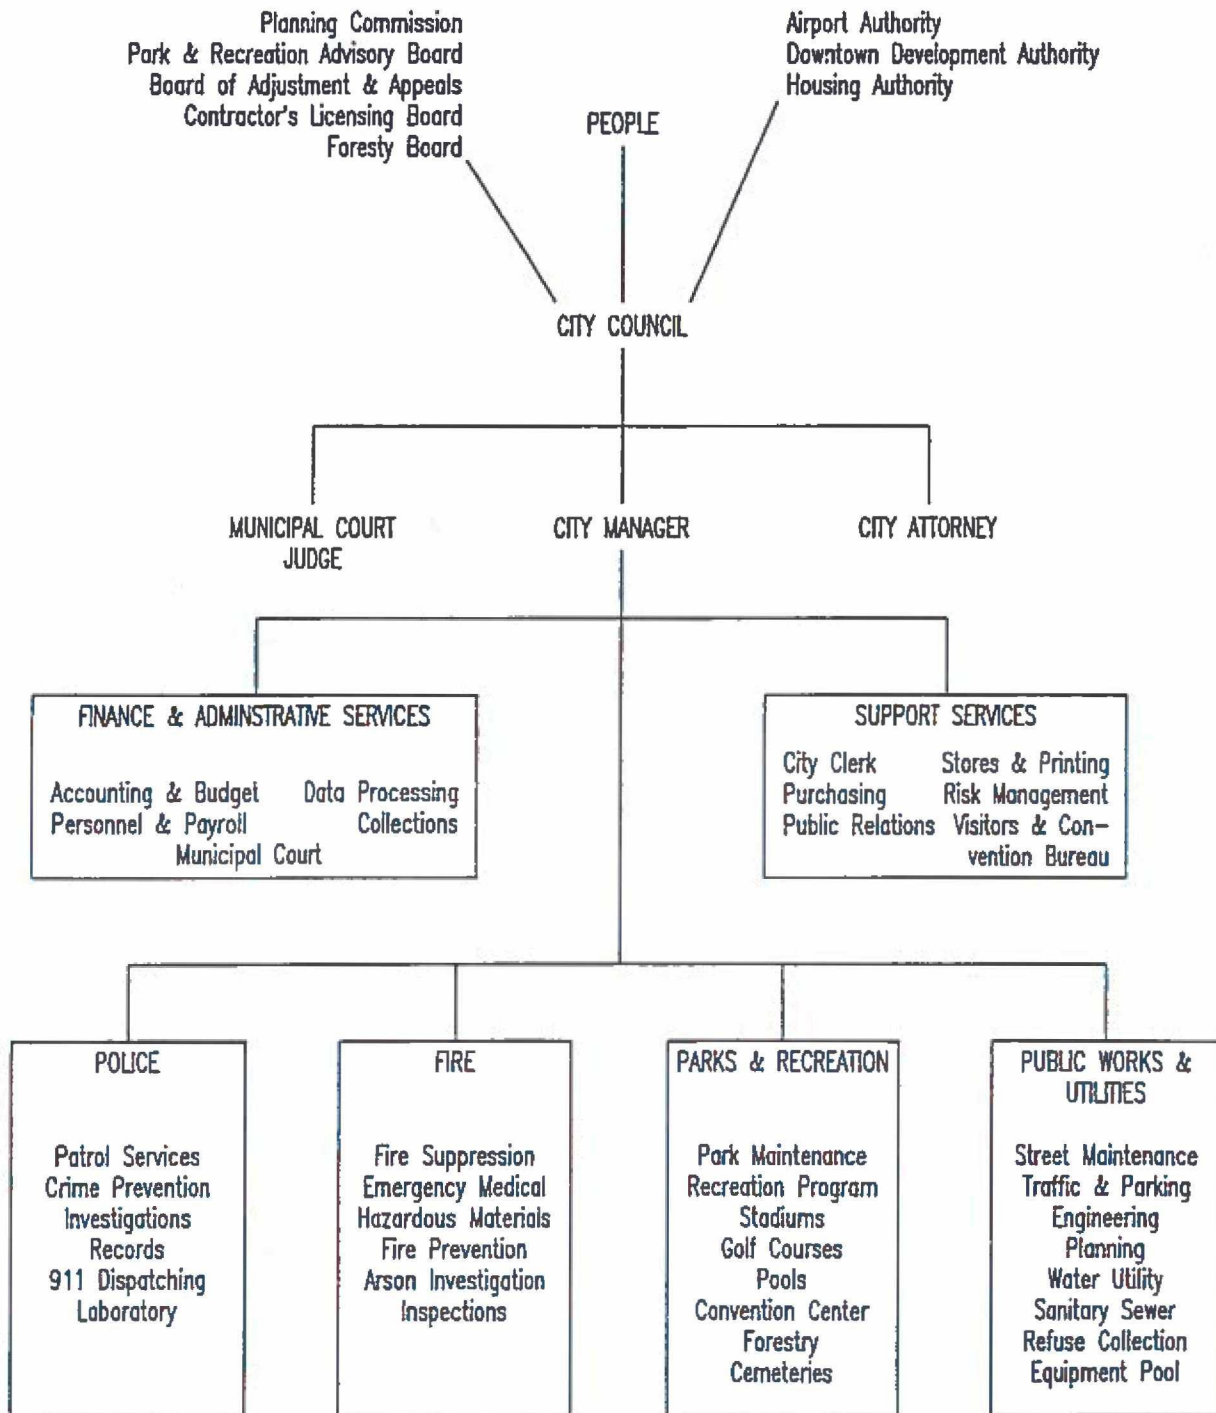 Planning Commission
Park & Recreation Advisory Board
Board of Adjustment & Appeals
Contractor's Licensing Board
Foresty Board
Airport Authority
Downtown Development Authority
Housing Authority
PEOPLE
CITY COUNCIL
MUNICIPAL COURT
JUDGE
CITY MANAGER
CITY ATTORNEY
FINANCE & ADMINSTRATIVE SERVICES
Accounting & Budget Data Processing
Personnel & Payroll Collections
Municipal Court
SUPPORT SERVICES
City Clerk Stores & Printing
Purchasing Risk Management
Public Relations Visitors & Con-
vention Bureau
POLICE
Patrol Services
Crime Prevention
Investigations
Records
911 Dispatching
Laboratory
FIRE
Fire Suppression
Emergency Medical
Hazardous Materials
Fire Prevention
Arson Investigation
Inspections
PARKS & RECREATION
Park Maintenance
Recreation Program
Stadiums
Golf Courses
Pools
Convention Center
Forestry
Cemeteries
PUBLIC WORKS &
UTILITIES
Street Maintenance
Traffic & Parking
Engineering
Planning
Water Utility
Sanitary Sewer
Refuse Collection
Equipment Pool